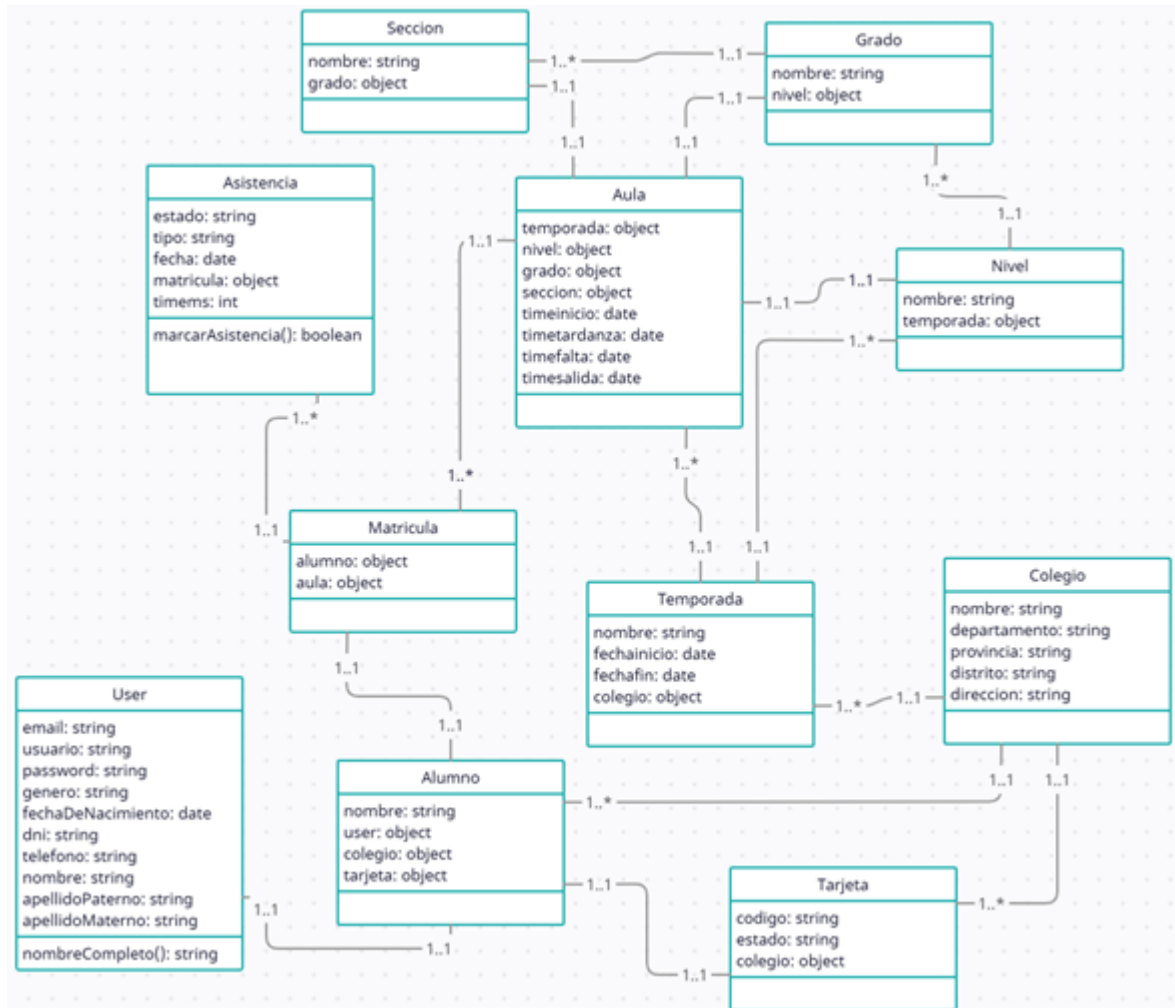 Seccion
nombre: string
grado: object
1..*
1..1
1..1
1..1
Grado
nombre: string
nivel: object
1..1
1..1
1..*
1..1
Asistencia
estado: string
tipo: string
fecha: date
matricula: object
timems: int
marcarAsistencia(): boolean
1..*
1..1
Aula
temporada: object
nivel: object
grado: object
seccion: object
timeinicio: date
timetardanza: date
timefalta: date
timesalida: date
1..1
1..*
1..1
1..1
1..*
1..1
Nivel
nombre: string
temporada: object
1..*
1..1
Matricula
alumno: object
aula: object
1..1
1..1
Temporada
nombre: string
fechainicio: date
fechafin: date
colegio: object
1..*
1..1
Colegio
nombre: string
departamento: string
provincia: string
distrito: string
direccion: string
1..1
1..1
User
email: string
usuario: string
password: string
genero: string
fechaDeNacimiento: date
dni: string
telefono: string
nombre: string
apellidoPaterno: string
apellidoMaterno: string
nombreCompleto(): string
1..1
1..1
Alumno
nombre: string
user: object
colegio: object
tarjeta: object
1..*
1..1
1..1
Tarjeta
codigo: string
estado: string
colegio: object
1..*